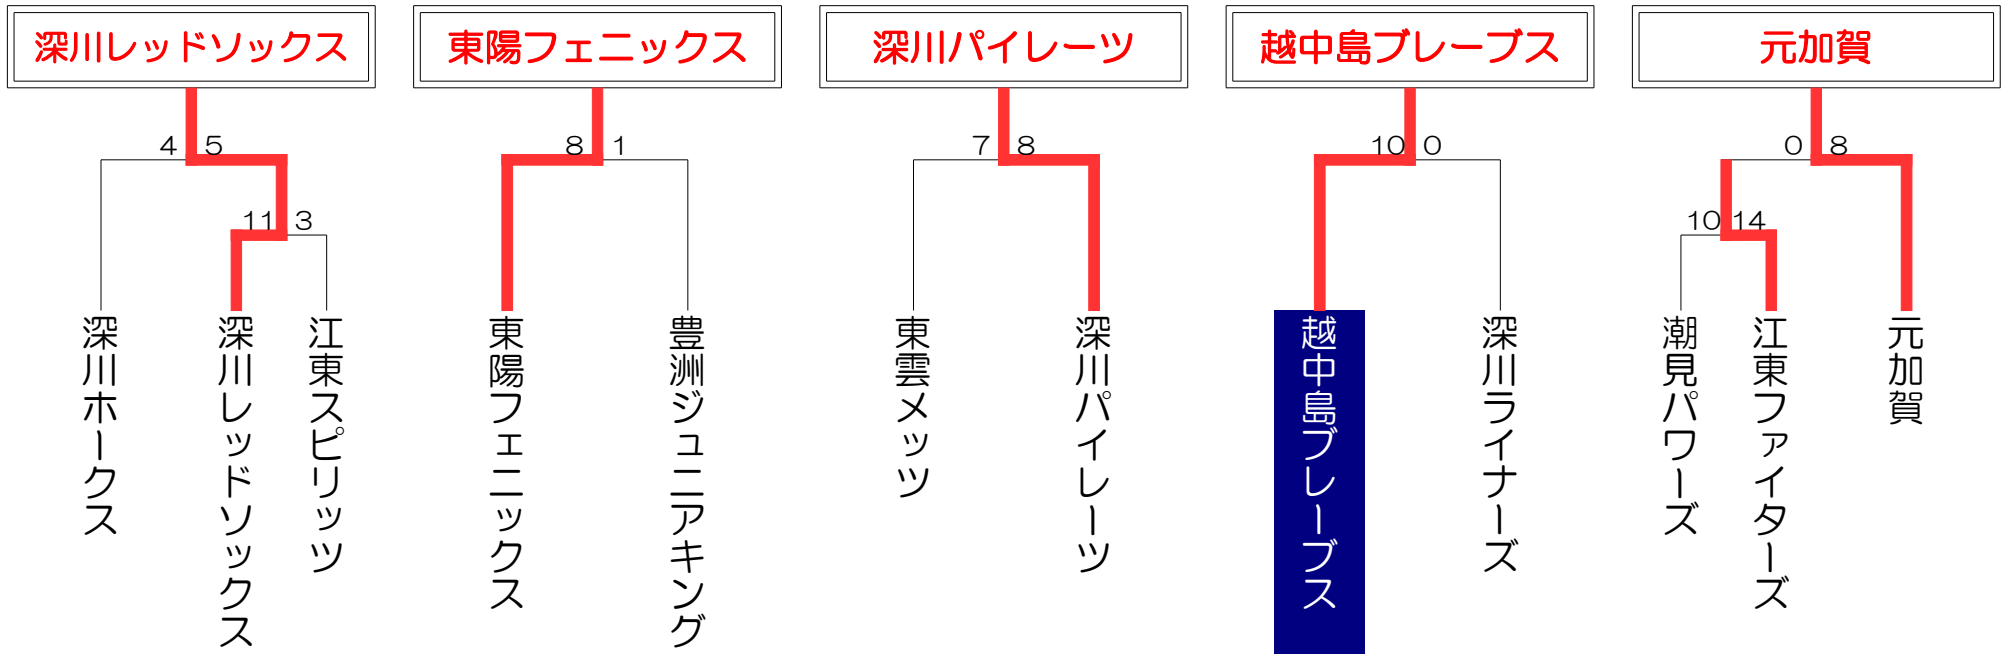 深川レッドソックス
東陽フェニックス
深川パイレーツ
越中島ブレーブス
元加賀
4 5
8 1
7 8
10 0
0 8
11 3
10 14
深川ホークス
深川レッドソックス
江東スピリッツ
東陽フェニックス
豊洲ジュニアキング
東雲メッツ
深川パイレーツ
越中島ブレーブス
深川ライナーズ
潮見パワーズ
江東ファイターズ
元加賀